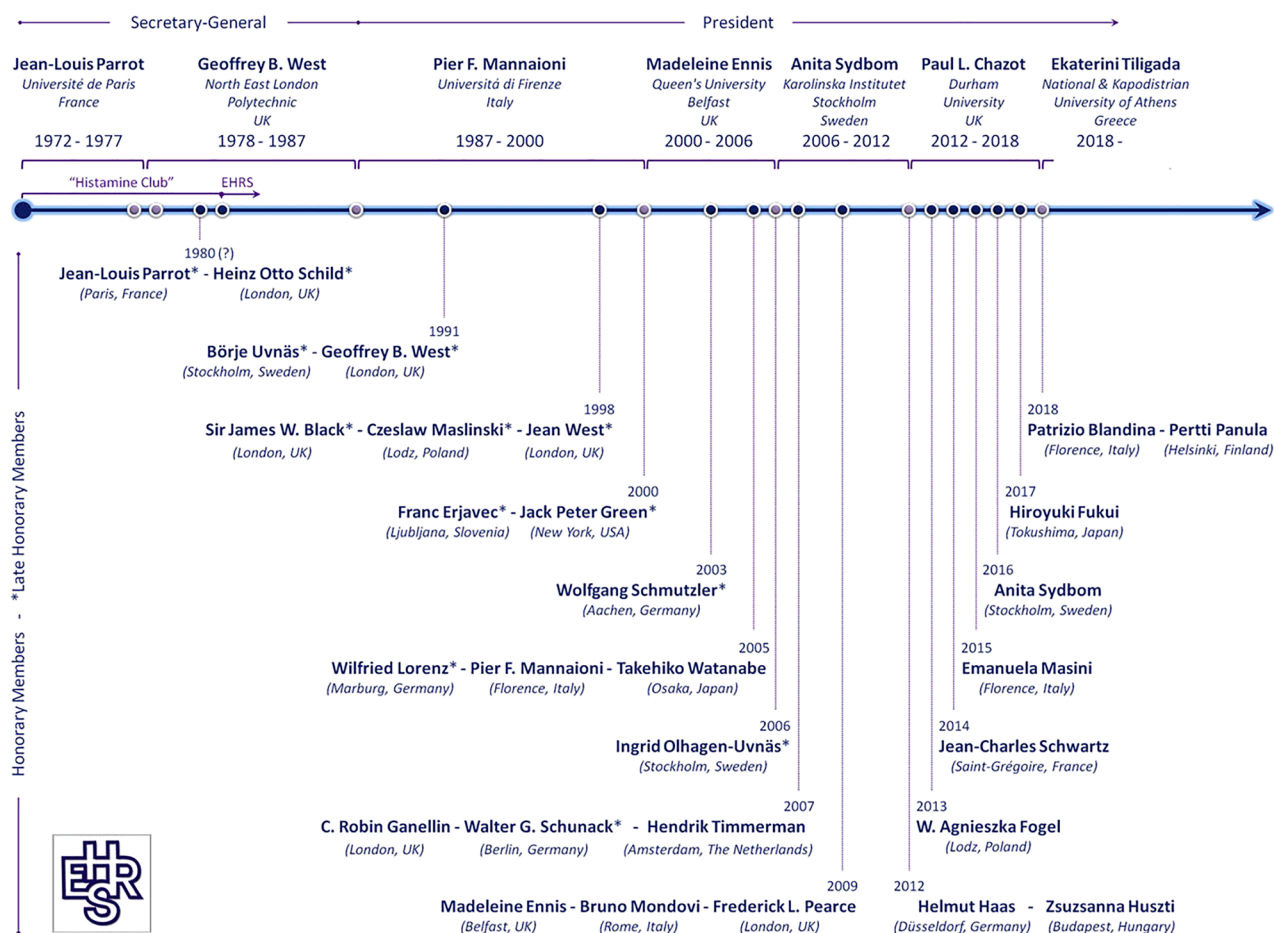 Secretary-General President
Jean-Louis Parrot Geoffrey B. West Pier F. Mannaioni Madeleine Ennis Anita Sydbom Paul L. Chazot Ekaterini Tiligada
Université de Paris North East London Universitá di Firenze Queen's University Karolinska Institutet Durham National & Kapodistrian
France Polytechnic Italy Belfast Stockholm University University of Athens
UK UK Sweden UK Greece
1972 - 1977 1978 - 1987 1987 - 2000 2000 - 2006 2006 - 2012 2012 - 2018 2018 -
“Histamine Club” EHRS
1980 (?)
Jean-Louis Parrot* - Heinz Otto Schild*
(Paris, France) (London, UK)
1991
Börje Uvnäs* - Geoffrey B. West*
(Stockholm, Sweden) (London, UK)
1998 2018
Sir James W. Black* - Czeslaw Maslinski* - Jean West* Patrizio Blandina - Pertti Panula
(London, UK) (Lodz, Poland) (London, UK) (Florence, Italy) (Helsinki, Finland)
2000 2017
Franc Erjavec* - Jack Peter Green* Hiroyuki Fukui
(Ljubljana, Slovenia) (New York, USA) (Tokushima, Japan)
2003 2016
Wolfgang Schmutzler* Anita Sydbom
(Aachen, Germany) (Stockholm, Sweden)
2005 2015
Wilfried Lorenz* - Pier F. Mannaioni - Takehiko Watanabe Emanuela Masini
(Marburg, Germany) (Florence, Italy) (Osaka, Japan) (Florence, Italy)
2006 2014
Ingrid Olhagen-Uvnäs* Jean-Charles Schwartz
(Stockholm, Sweden) (Saint-Grégoire, France)
2007 2013
C. Robin Ganellin - Walter G. Schunack* - Hendrik Timmerman W. Agnieszka Fogel
(London, UK) (Berlin, Germany) (Amsterdam, The Netherlands) (Lodz, Poland)
2009 2012
Madeleine Ennis - Bruno Mondovi - Frederick L. Pearce Helmut Haas - Zsuzsanna Huszti
(Belfast, UK) (Rome, Italy) (London, UK) (Düsseldorf, Germany) (Budapest, Hungary)
Honorary Members - *Late Honorary Members
EHRS